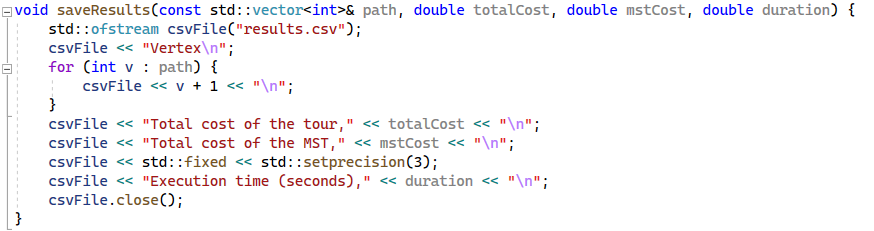 void saveResults(const std::vector<int>& path, double totalCost, double mstCost, double duration) {
    std::ofstream csvFile("results.csv");
    csvFile << "Vertex\n";
    for (int v : path) {
        csvFile << v + 1 << "\n";
    }
    csvFile << "Total cost of the tour," << totalCost << "\n";
    csvFile << "Total cost of the MST," << mstCost << "\n";
    csvFile << std::fixed << std::setprecision(3);
    csvFile << "Execution time (seconds)," << duration << "\n";
    csvFile.close();
}